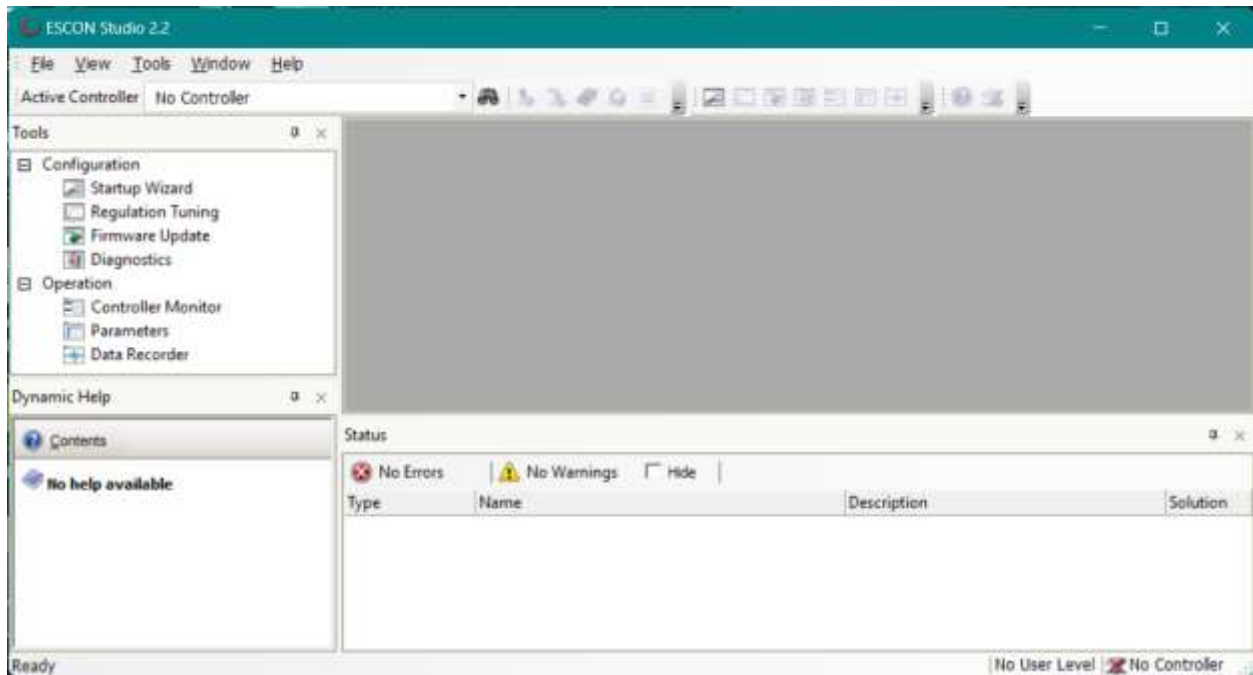 ESCON Studio 2.2
File View Tools Window Help
Active Controller No Controller
Tools
Configuration
Startup Wizard
Regulation Tuning
Firmware Update
Diagnostics
Operation
Controller Monitor
Parameters
Data Recorder
Dynamic Help
Contents
No help available
Status
No Errors No Warnings Hide
Type Name Description Solution
Ready No User Level No Controller